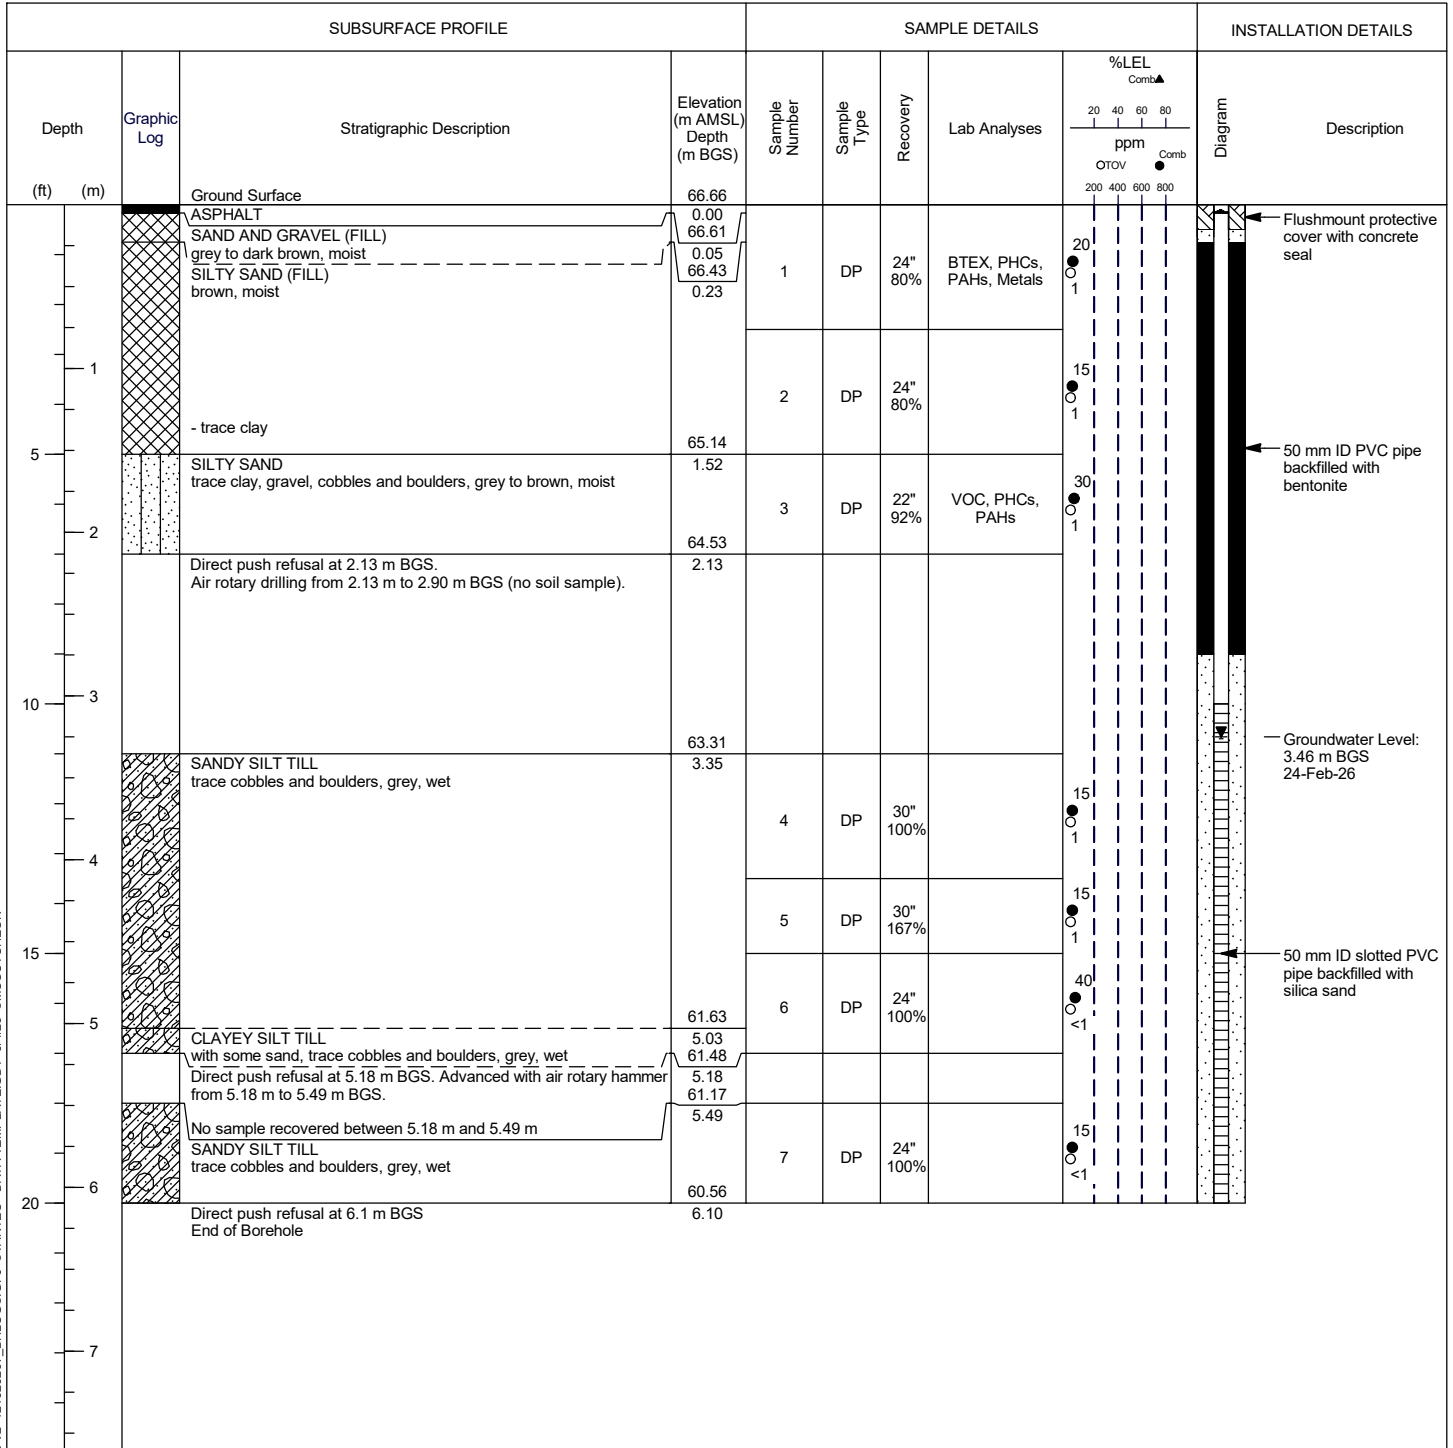 SUBSURFACE PROFILE
SAMPLE DETAILS
INSTALLATION DETAILS
Depth
(ft) (m)
Graphic
Log
Stratigraphic Description
Elevation
(m AMSL)
Depth
(m BGS)
Sample
Number
Sample
Type
Recovery
Lab Analyses
%LEL
Comb▲
20 40 60 80
ppm
OTOV
Comb
200 400 600 800
Diagram
Description
Ground Surface 66.66
ASPHALT 0.00
66.61
SAND AND GRAVEL (FILL)
grey to dark brown, moist 0.05
66.43
SILTY SAND (FILL)
brown, moist 0.23
1 DP 24" 80% BTEX, PHCs,
PAHs, Metals
20
1
Flushmount protective
cover with concrete
seal
1
2 DP 24" 80%
15
1
- trace clay
65.14
5
50 mm ID PVC pipe
backfilled with
bentonite
SILTY SAND 1.52
trace clay, gravel, cobbles and boulders, grey to brown, moist
3 DP 22" 92% VOC, PHCs,
PAHs
30
1
2
64.53
Direct push refusal at 2.13 m BGS. 2.13
Air rotary drilling from 2.13 m to 2.90 m BGS (no soil sample).
3
10
63.31
Groundwater Level:
3.46 m BGS
24-Feb-26
SANDY SILT TILL 3.35
trace cobbles and boulders, grey, wet
4 DP 30" 100%
15
1
4
5 DP 30" 167%
15
1
15
50 mm ID slotted PVC
pipe backfilled with
silica sand
6 DP 24" 100%
40
<1
5
61.63
CLAYEY SILT TILL 5.03
with some sand, trace cobbles and boulders, grey, wet 61.48
Direct push refusal at 5.18 m BGS. Advanced with air rotary hammer 5.18
from 5.18 m to 5.49 m BGS. 61.17
5.49
No sample recovered between 5.18 m and 5.49 m
SANDY SILT TILL
trace cobbles and boulders, grey, wet
7 DP 24" 100%
15
<1
6
60.56
20
Direct push refusal at 6.1 m BGS 6.10
End of Borehole
7